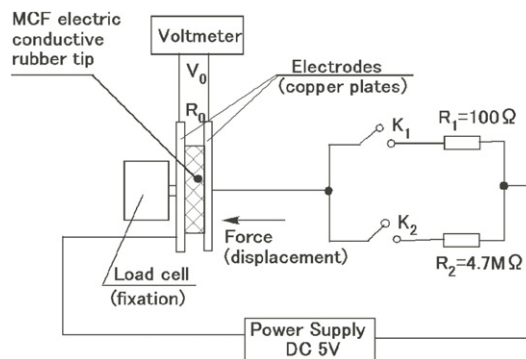 MCF electric
conductive
rubber tip
Voltmeter
V₀
R₀
Electrodes
(copper plates)
K₁
R₁=100Ω
K₂
R₂=4.7MΩ
Force
(displacement)
Load cell
(fixation)
Power Supply
DC 5V